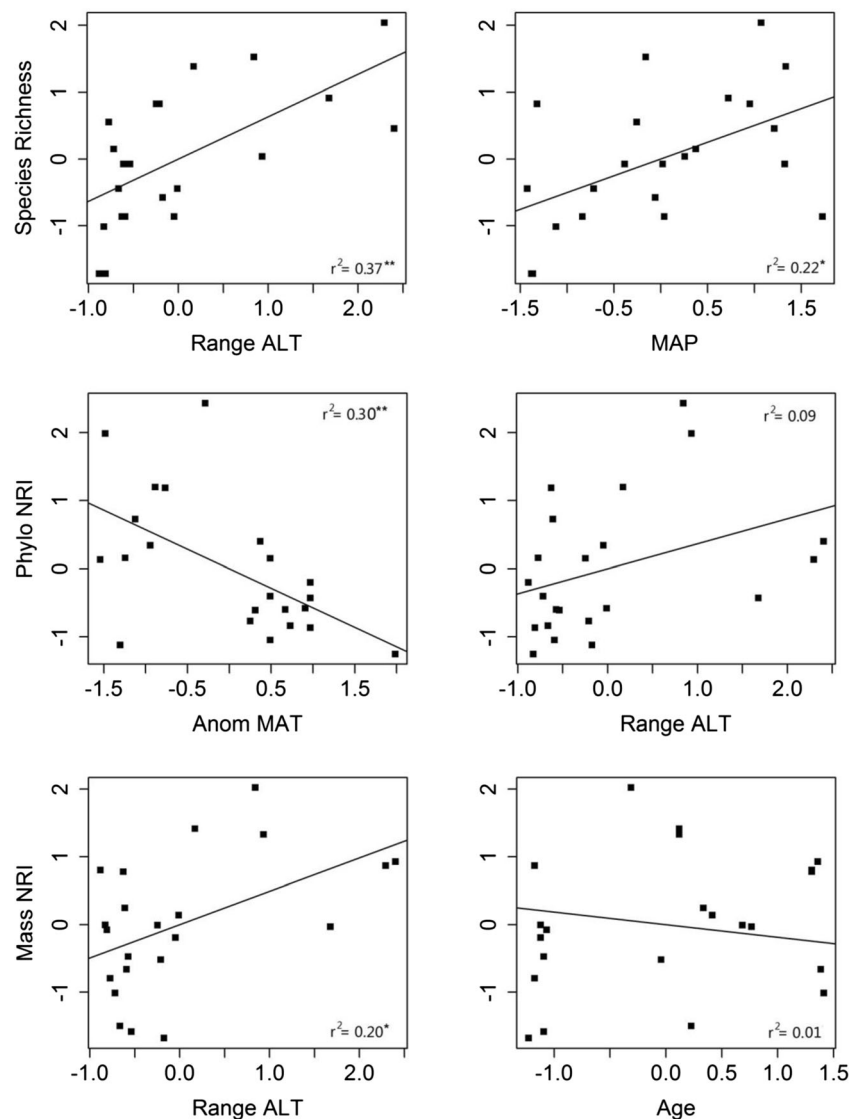 Species Richness
2
1
0
-1
r²= 0.37**
-1.0 0.0 1.0 2.0
Range ALT
2
1
0
-1
r²= 0.22*
-1.5 -0.5 0.5 1.5
MAP
Phylo NRI
2
1
0
-1
r²= 0.30**
-1.5 -0.5 0.5 1.5
Anom MAT
2
1
0
-1
r²= 0.09
-1.0 0.0 1.0 2.0
Range ALT
Mass NRI
2
1
0
-1
r²= 0.20*
-1.0 0.0 1.0 2.0
Range ALT
2
1
0
-1
r²= 0.01
-1.0 0.0 0.5 1.0 1.5
Age